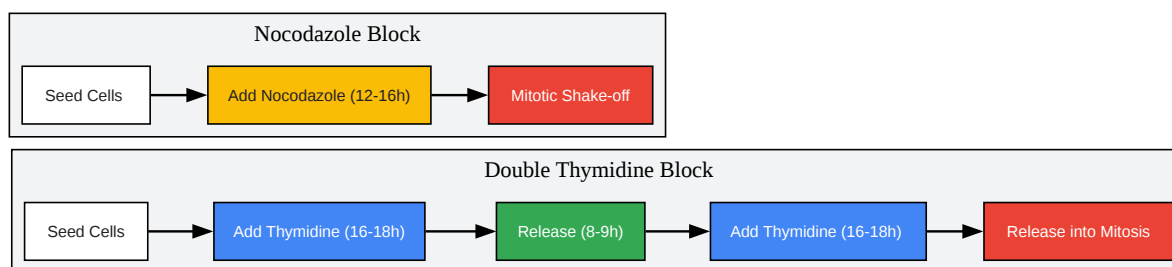 Nocodazole Block
Seed Cells
Add Nocodazole (12-16h)
Mitotic Shake-off
Double Thymidine Block
Seed Cells
Add Thymidine (16-18h)
Release (8-9h)
Add Thymidine (16-18h)
Release into Mitosis